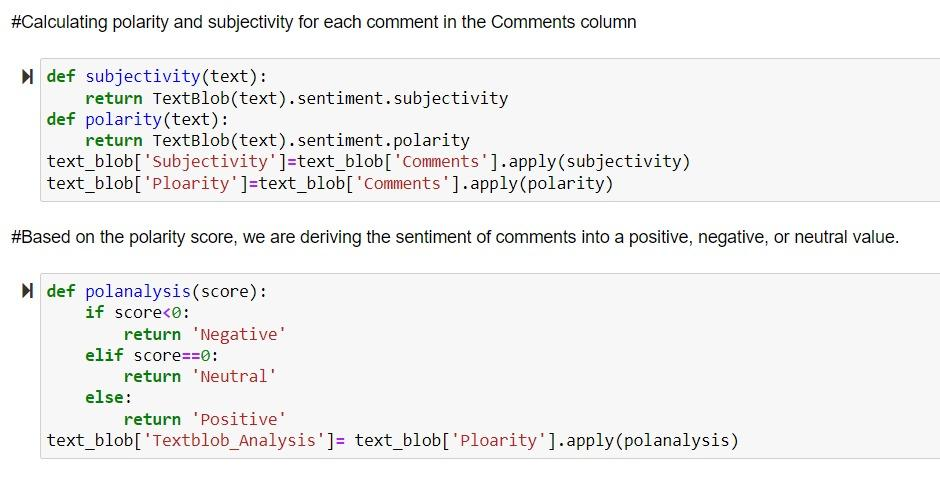 #Calculating polarity and subjectivity for each comment in the Comments column
def subjectivity(text):
    return TextBlob(text).sentiment.subjectivity
def polarity(text):
    return TextBlob(text).sentiment.polarity
text_blob['Subjectivity']=text_blob['Comments'].apply(subjectivity)
text_blob['Ploarity']=text_blob['Comments'].apply(polarity)
#Based on the polarity score, we are deriving the sentiment of comments into a positive, negative, or neutral value.
def polanalysis(score):
    if score<0:
        return 'Negative'
    elif score==0:
        return 'Neutral'
    else:
        return 'Positive'
text_blob['Textblob_Analysis']= text_blob['Ploarity'].apply(polanalysis)